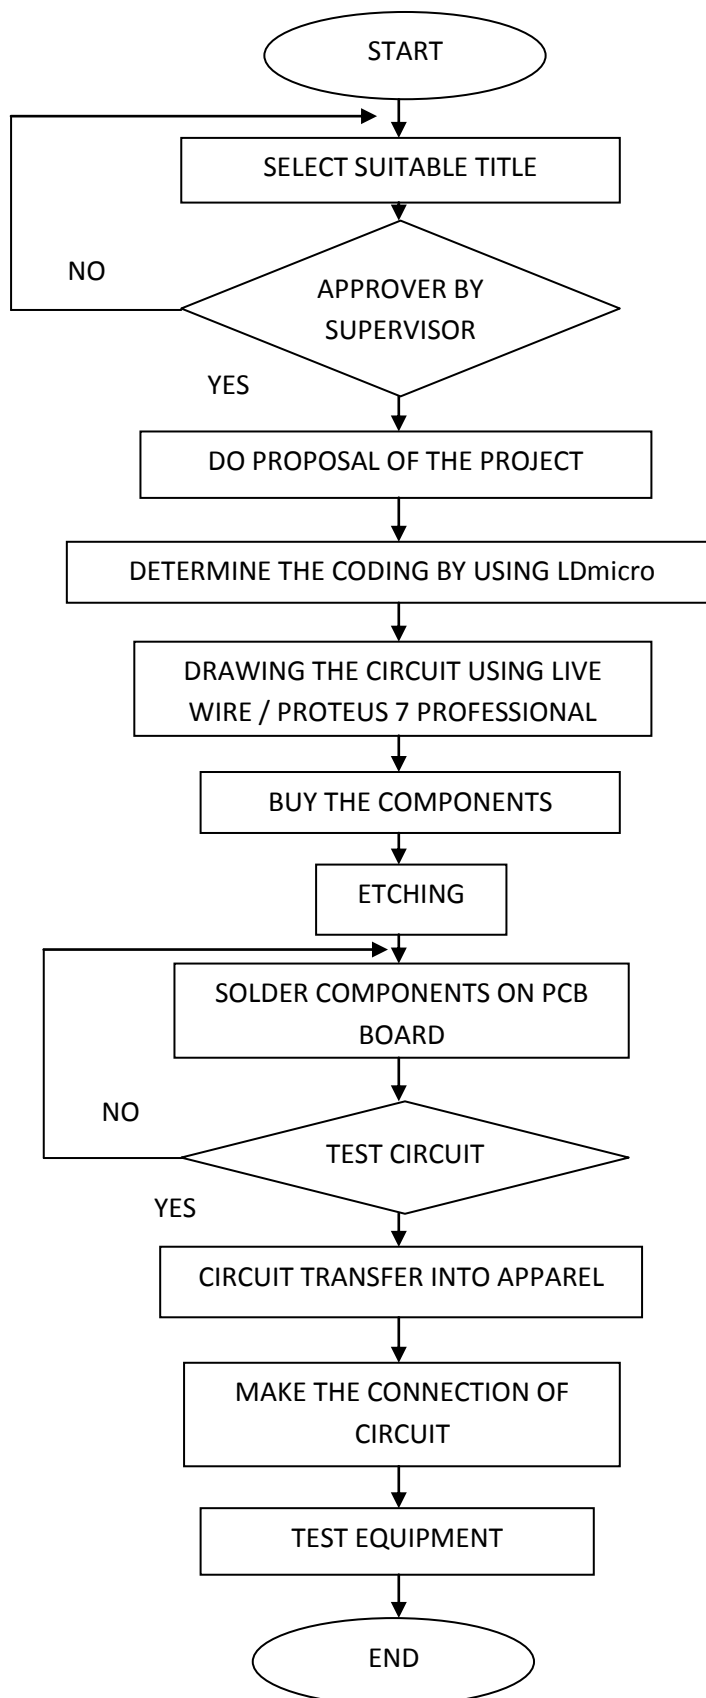 START
SELECT SUITABLE TITLE
NO
APPROVER BY
SUPERVISOR
YES
DO PROPOSAL OF THE PROJECT
DETERMINE THE CODING BY USING LDmicro
DRAWING THE CIRCUIT USING LIVE
WIRE / PROTEUS 7 PROFESSIONAL
BUY THE COMPONENTS
ETCHING
SOLDER COMPONENTS ON PCB
BOARD
NO
TEST CIRCUIT
YES
CIRCUIT TRANSFER INTO APPAREL
MAKE THE CONNECTION OF
CIRCUIT
TEST EQUIPMENT
END